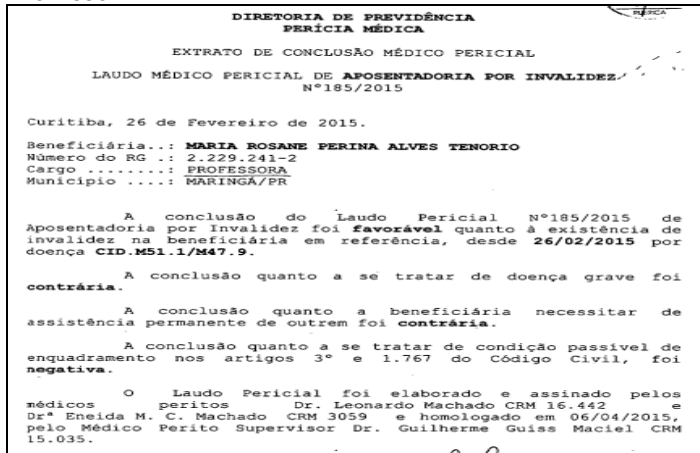 DIRETORIA DE PREVIDÊNCIA
PERÍCIA MÉDICA
EXTRATO DE CONCLUSÃO MÉDICO PERICIAL
LAUDO MÉDICO PERICIAL DE APOSENTADORIA POR INVALIDEZ
Nº185/2015
Curitiba, 26 de Fevereiro de 2015.
Beneficiária..: MARIA ROSANE PERINA ALVES TENORIO
Número do RG .: 2.229.241-2
Cargo ........: PROFESSORA
Município ....: MARINGÁ/PR
A conclusão do Laudo Pericial Nº185/2015 de
Aposentadoria por Invalidez foi favorável quanto à existência de
invalidez na beneficiária em referência, desde 26/02/2015 por
doença CID.M51.1/M47.9.
A conclusão quanto a se tratar de doença grave foi
contrária.
A conclusão quanto a beneficiária necessitar de
assistência permanente de outrem foi contrária.
A conclusão quanto a se tratar de condição passível de
enquadramento nos artigos 3º e 1.767 do Código Civil, foi
negativa.
O Laudo Pericial foi elaborado e assinado pelos
médicos peritos Dr. Leonardo Machado CRM 16.442 e
Drª Eneida M. C. Machado CRM 3059 e homologado em 06/04/2015,
pelo Médico Perito Supervisor Dr. Guilherme Guiss Maciel CRM
15.035.